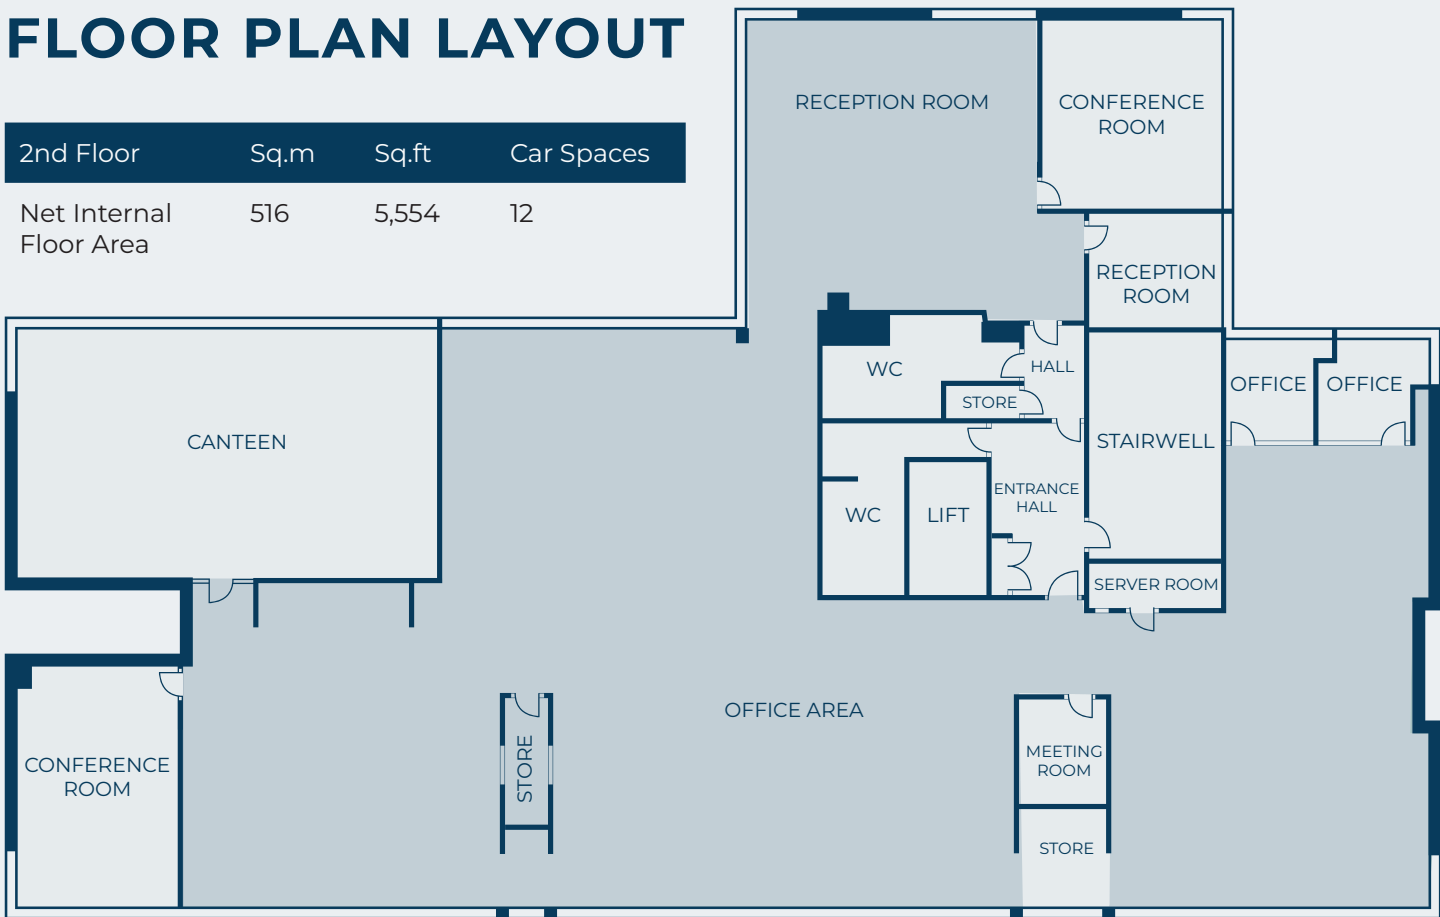 FLOOR PLAN LAYOUT
2nd Floor Sq.m Sq.ft Car Spaces
Net Internal 516 5,554 12
Floor Area
RECEPTION ROOM
CONFERENCE
ROOM
RECEPTION
ROOM
WC
HALL
STORE
OFFICE
OFFICE
CANTEEN
STAIRWELL
ENTRANCE
HALL
WC
LIFT
SERVER ROOM
OFFICE AREA
CONFERENCE
ROOM
STORE
MEETING
ROOM
STORE